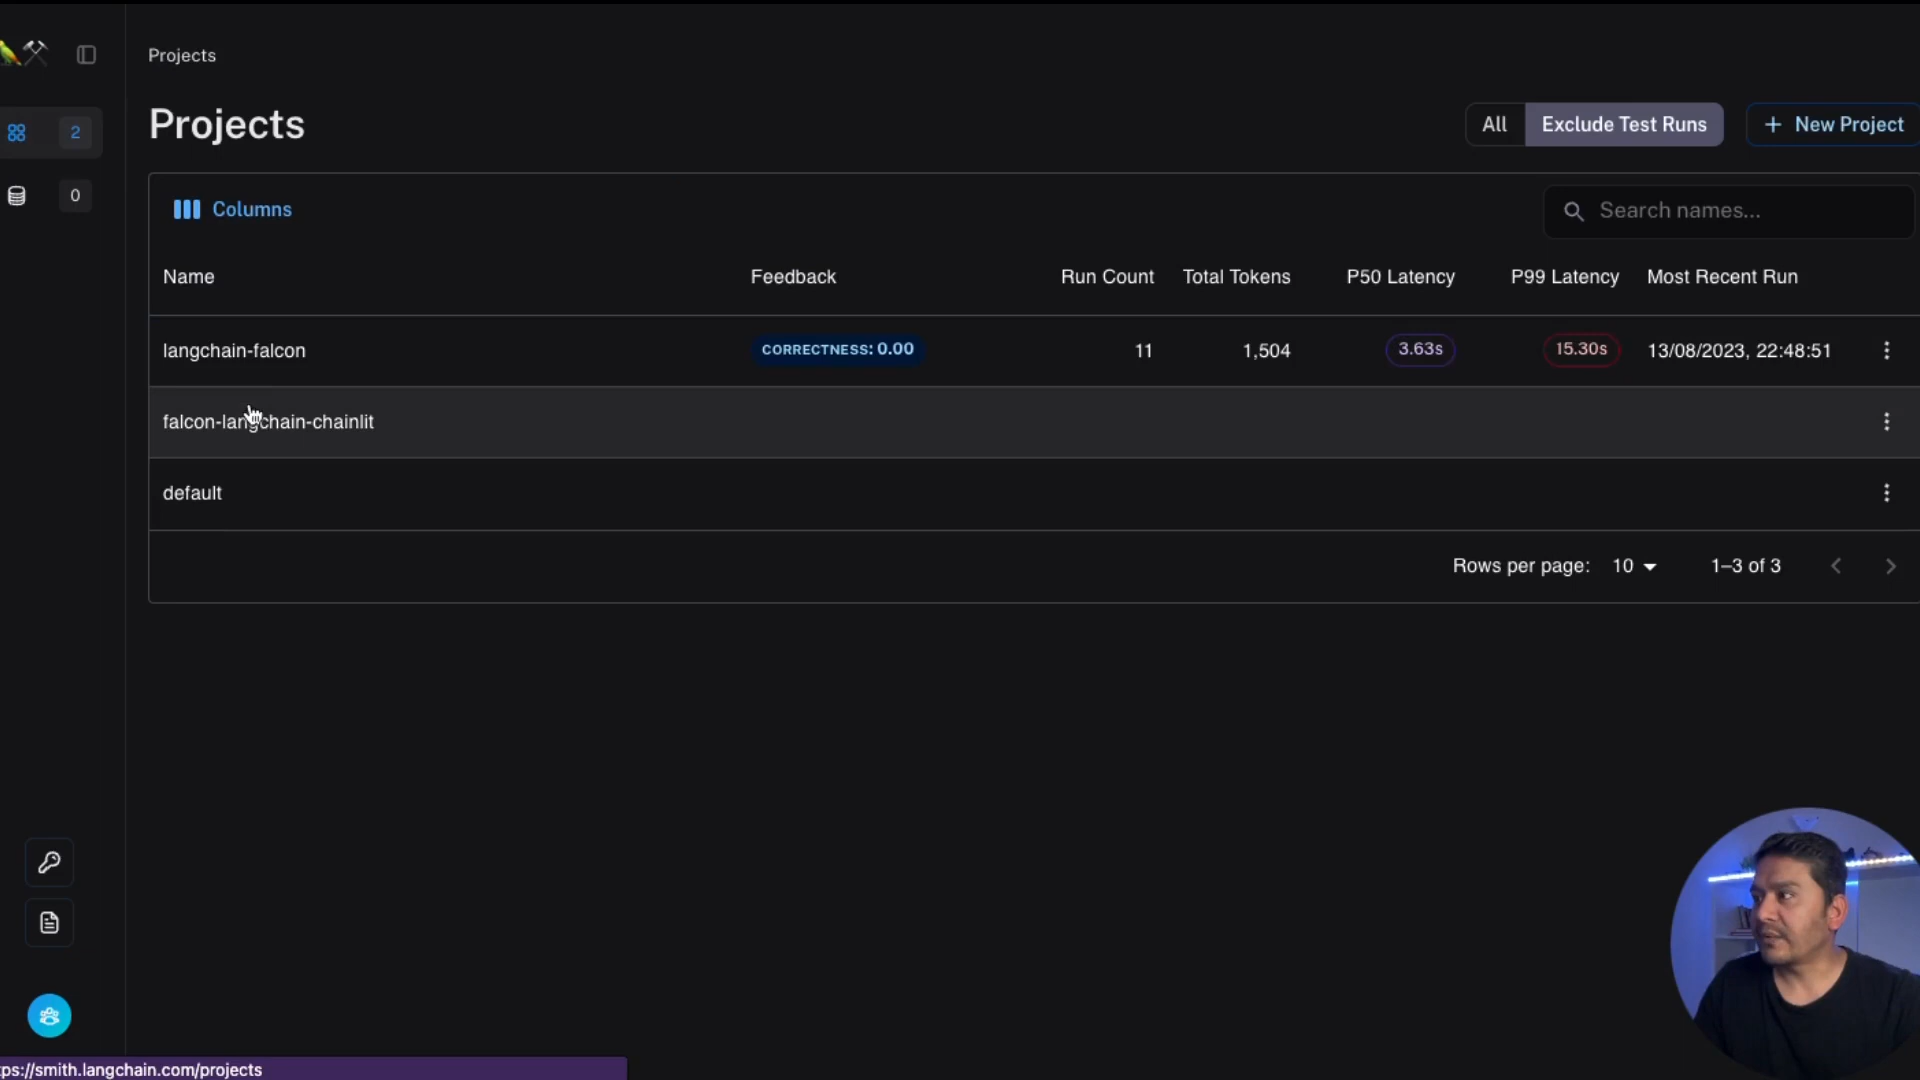 Projects
Projects
All
Exclude Test Runs
+ New Project
2
0
Columns
Search names...
Name Feedback Run Count Total Tokens P50 Latency P99 Latency Most Recent Run
langchain-falcon CORRECTNESS: 0.00 11 1,504 3.63s 15.30s 13/08/2023, 22:48:51
falcon-langchain-chainlit
default
Rows per page: 10 1–3 of 3
tps://smith.langchain.com/projects